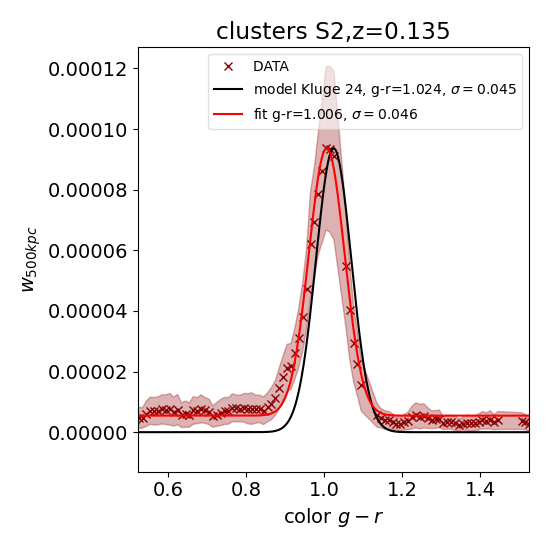 clusters S2,z=0.135
DATA
model Kluge 24, g-r=1.024, σ = 0.045
fit g-r=1.006, σ = 0.046
0.00012
0.00010
0.00008
0.00006
0.00004
0.00002
0.00000
w500kpc
0.6 0.8 1.0 1.2 1.4
color g − r